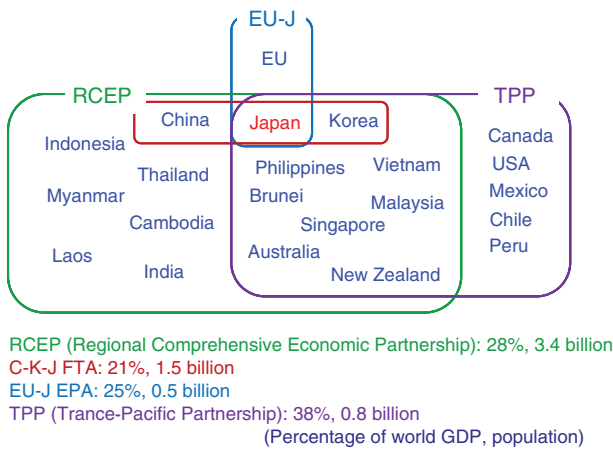 EU-J
EU
RCEP
TPP
China
Japan
Korea
Indonesia
Canada
Thailand
Philippines
Vietnam
USA
Myanmar
Brunei
Malaysia
Mexico
Cambodia
Singapore
Chile
Laos
Australia
Peru
India
New Zealand
RCEP (Regional Comprehensive Economic Partnership): 28%, 3.4 billion
C-K-J FTA: 21%, 1.5 billion
EU-J EPA: 25%, 0.5 billion
TPP (Trance-Pacific Partnership): 38%, 0.8 billion
(Percentage of world GDP, population)